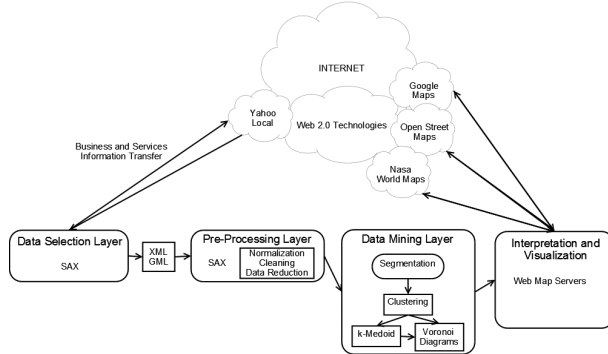 INTERNET
Google
Maps
Yahoo
Local
Web 2.0 Technologies
Open Street
Maps
Business and Services
Information Transfer
Nasa
World Maps
Data Selection Layer
SAX
XML
GML
Pre-Processing Layer
SAX
Normalization
Cleaning
Data Reduction
Data Mining Layer
Segmentation
Clustering
k-Medoid
Voronoi
Diagrams
Interpretation and
Visualization
Web Map Servers